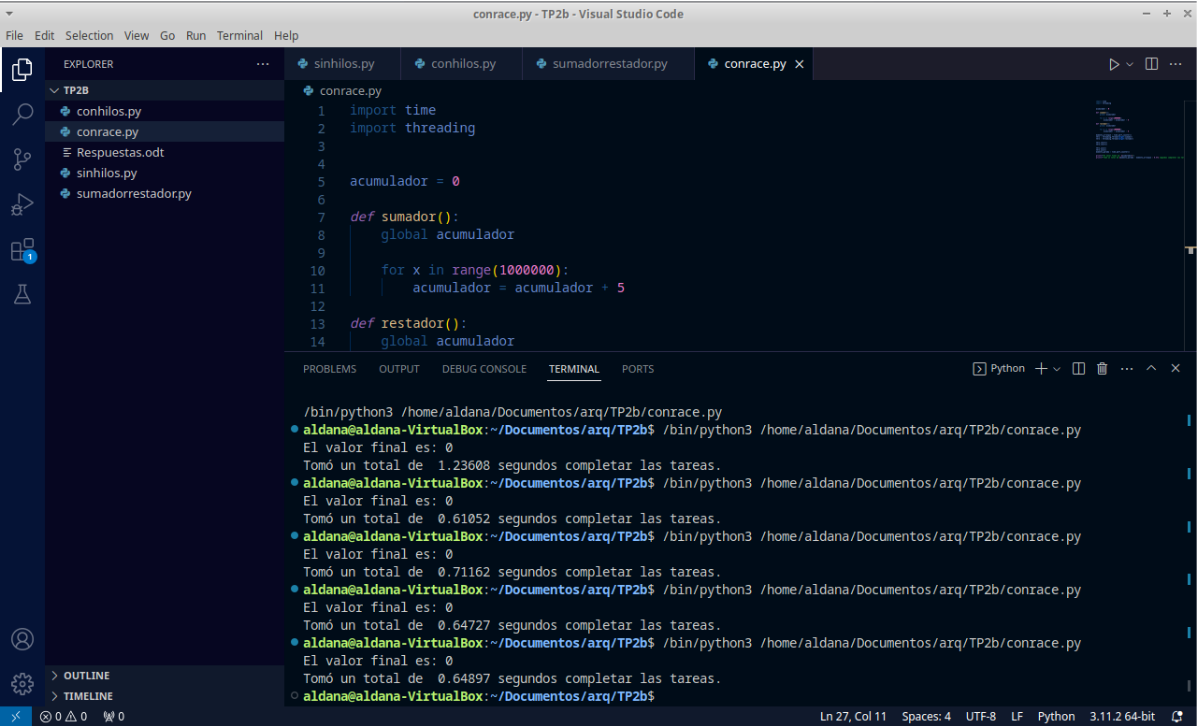 conrace.py - TP2b - Visual Studio Code
File Edit Selection View Go Run Terminal Help
EXPLORER
TP2B
conhilos.py
conrace.py
Respuestas.odt
sinhilos.py
sumadorrestador.py
OUTLINE
TIMELINE
1
sinhilos.py conhilos.py sumadorrestador.py conrace.py
conrace.py
1 import time
2 import threading
3
4
5 acumulador = 0
6
7 def sumador():
8 global acumulador
9
10 for x in range(1000000):
11 acumulador = acumulador + 5
12
13 def restador():
14 global acumulador
PROBLEMS OUTPUT DEBUG CONSOLE TERMINAL PORTS
Python
/bin/python3 /home/aldana/Documentos/arq/TP2b/conrace.py
aldana@aldana-VirtualBox:~/Documentos/arq/TP2b$ /bin/python3 /home/aldana/Documentos/arq/TP2b/conrace.py
El valor final es: 0
Tomó un total de  1.23608 segundos completar las tareas.
aldana@aldana-VirtualBox:~/Documentos/arq/TP2b$ /bin/python3 /home/aldana/Documentos/arq/TP2b/conrace.py
El valor final es: 0
Tomó un total de  0.61052 segundos completar las tareas.
aldana@aldana-VirtualBox:~/Documentos/arq/TP2b$ /bin/python3 /home/aldana/Documentos/arq/TP2b/conrace.py
El valor final es: 0
Tomó un total de  0.71162 segundos completar las tareas.
aldana@aldana-VirtualBox:~/Documentos/arq/TP2b$ /bin/python3 /home/aldana/Documentos/arq/TP2b/conrace.py
El valor final es: 0
Tomó un total de  0.64727 segundos completar las tareas.
aldana@aldana-VirtualBox:~/Documentos/arq/TP2b$ /bin/python3 /home/aldana/Documentos/arq/TP2b/conrace.py
El valor final es: 0
Tomó un total de  0.64897 segundos completar las tareas.
aldana@aldana-VirtualBox:~/Documentos/arq/TP2b$
0 0 0 Ln 27, Col 11 Spaces: 4 UTF-8 LF Python 3.11.2 64-bit